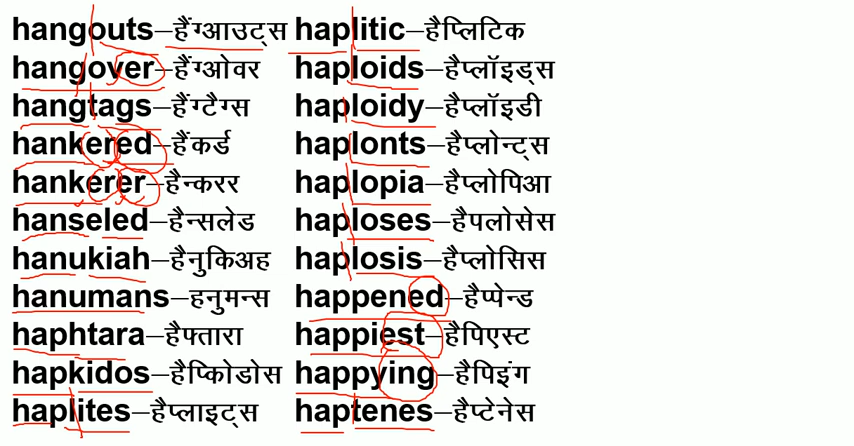 hangouts–हैंग्आउट्स
hangover–हैंग्ओवर
hangtags–हैंग्टैग्स
hankered–हैंकर्ड
hankerer–हैन्करर
hanseled–हैन्सलेड
hanukiah–हैनुकिअह
hanumans–हनुमन्स
haphtara–हैफ्तारा
hapkidos–हैप्किोडोस
haplites–हैप्लाइट्स
haplitic–हैप्लिटिक
haploids–हैप्लॉइड्स
haploidy–हैप्लॉइडी
haplonts–हैप्लोन्ट्स
haplopia–हैप्लोपिआ
haploses–हैपलोसेस
haplosis–हैप्लोसिस
happened–हैप्पेन्ड
happiest–हैपिएस्ट
happying–हैपिइंग
haptenes–हैप्टेनेस